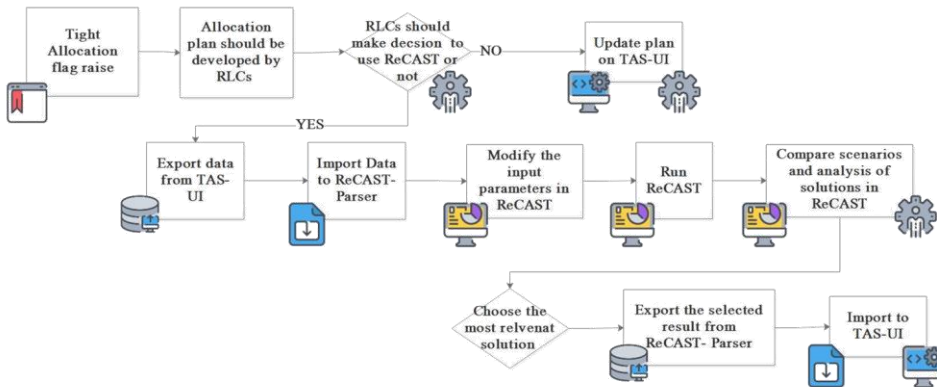 Tight
Allocation
flag raise
Allocation
plan should be
developed by
RLCs
RLCs should
make decsion to
use ReCAST or
not
NO
Update plan
on TAS-UI
YES
Export data
from TAS-
UI
Import Data
to ReCAST-
Parser
Modify the
input
parameters in
ReCAST
Run
ReCAST
Compare scenarios
and analysis of
solutions in
ReCAST
Choose the
most relvenat
solution
Export the selected
result from
ReCAST- Parser
Import to
TAS-UI